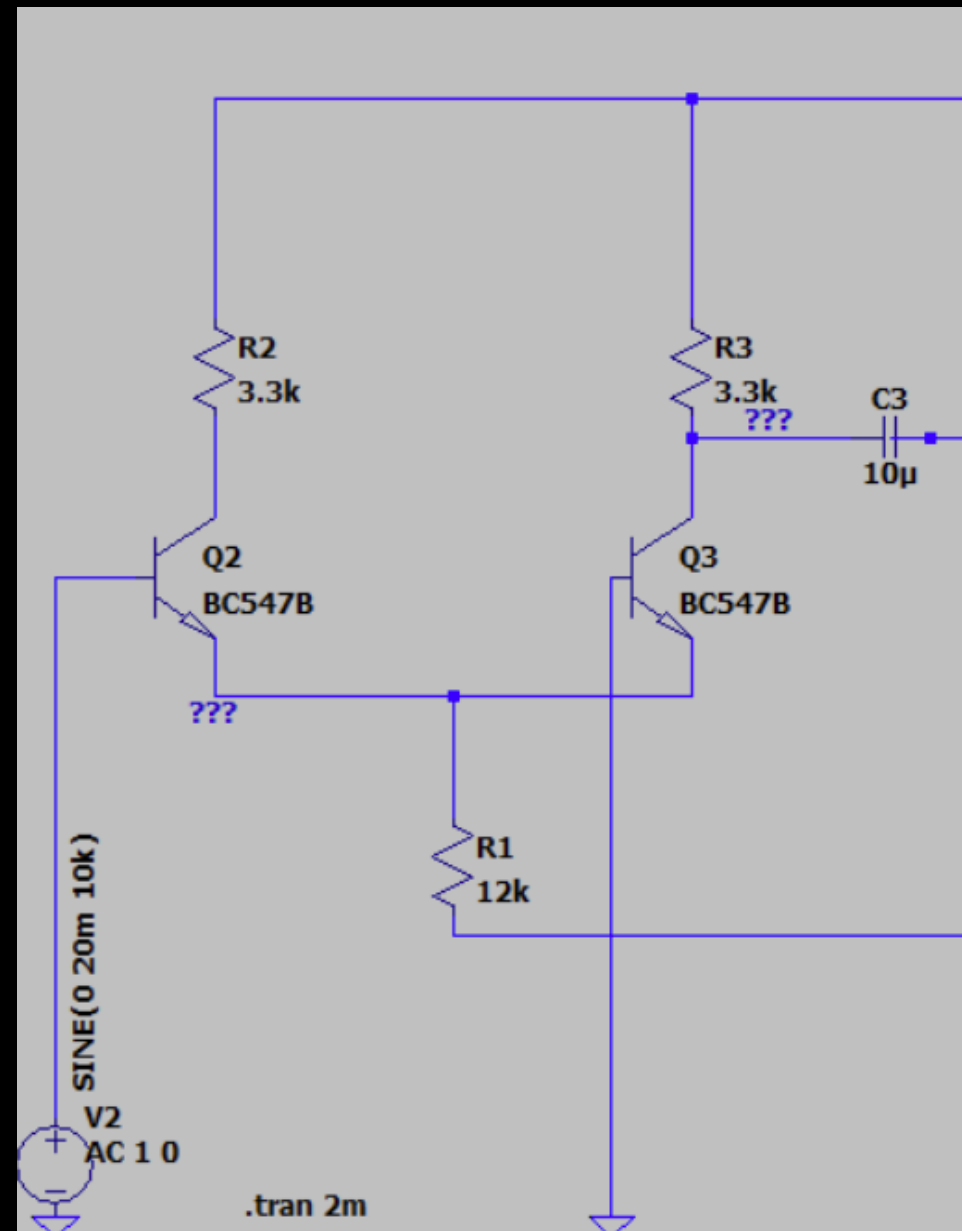 R2
3.3k
R3
3.3k
???
C3
10µ
Q2
BC547B
Q3
BC547B
???
R1
12k
SINE(0 20m 10k)
V2
AC 1 0
.tran 2m